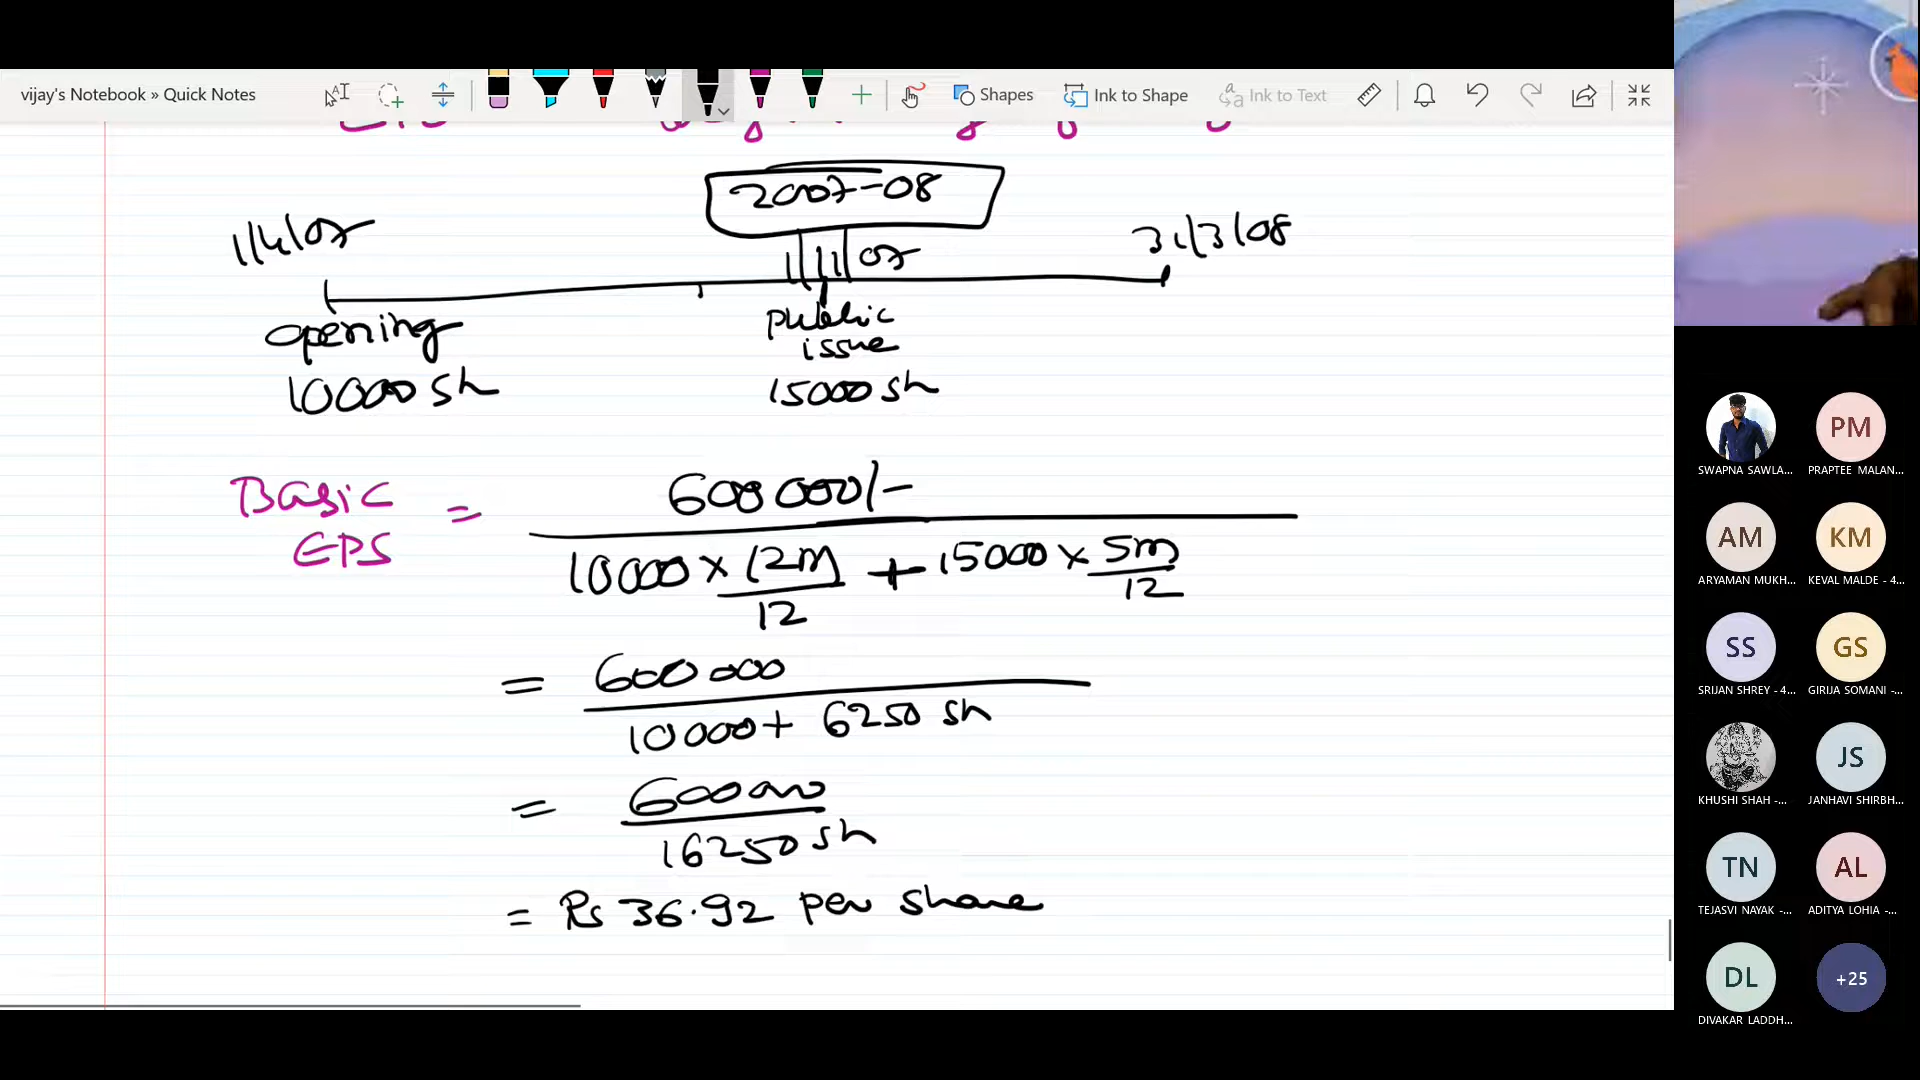 vijay's Notebook » Quick Notes
Shapes
Ink to Shape
Ink to Text
2007-08
1/4/07
1/11/07
31/3/08
opening
10000 sh
public
issue
15000 sh
Basic
EPS
=
600000/-
10000 × 12m/12 + 15000 × 5m/12
= 600000
10000 + 6250 sh
= 600000
16250 sh
= Rs 36.92 per share
SWAPNA SAWLA...
PM
PRAPTEE MALAN...
AM
ARYAMAN MUKH...
KM
KEVAL MALDE - 4...
SS
SRIJAN SHREY - 4...
GS
GIRIJA SOMANI -...
KHUSHI SHAH -...
JS
JANHAVI SHIRBH...
TN
TEJASVI NAYAK -...
AL
ADITYA LOHIA -...
DL
DIVAKAR LADDH...
+25